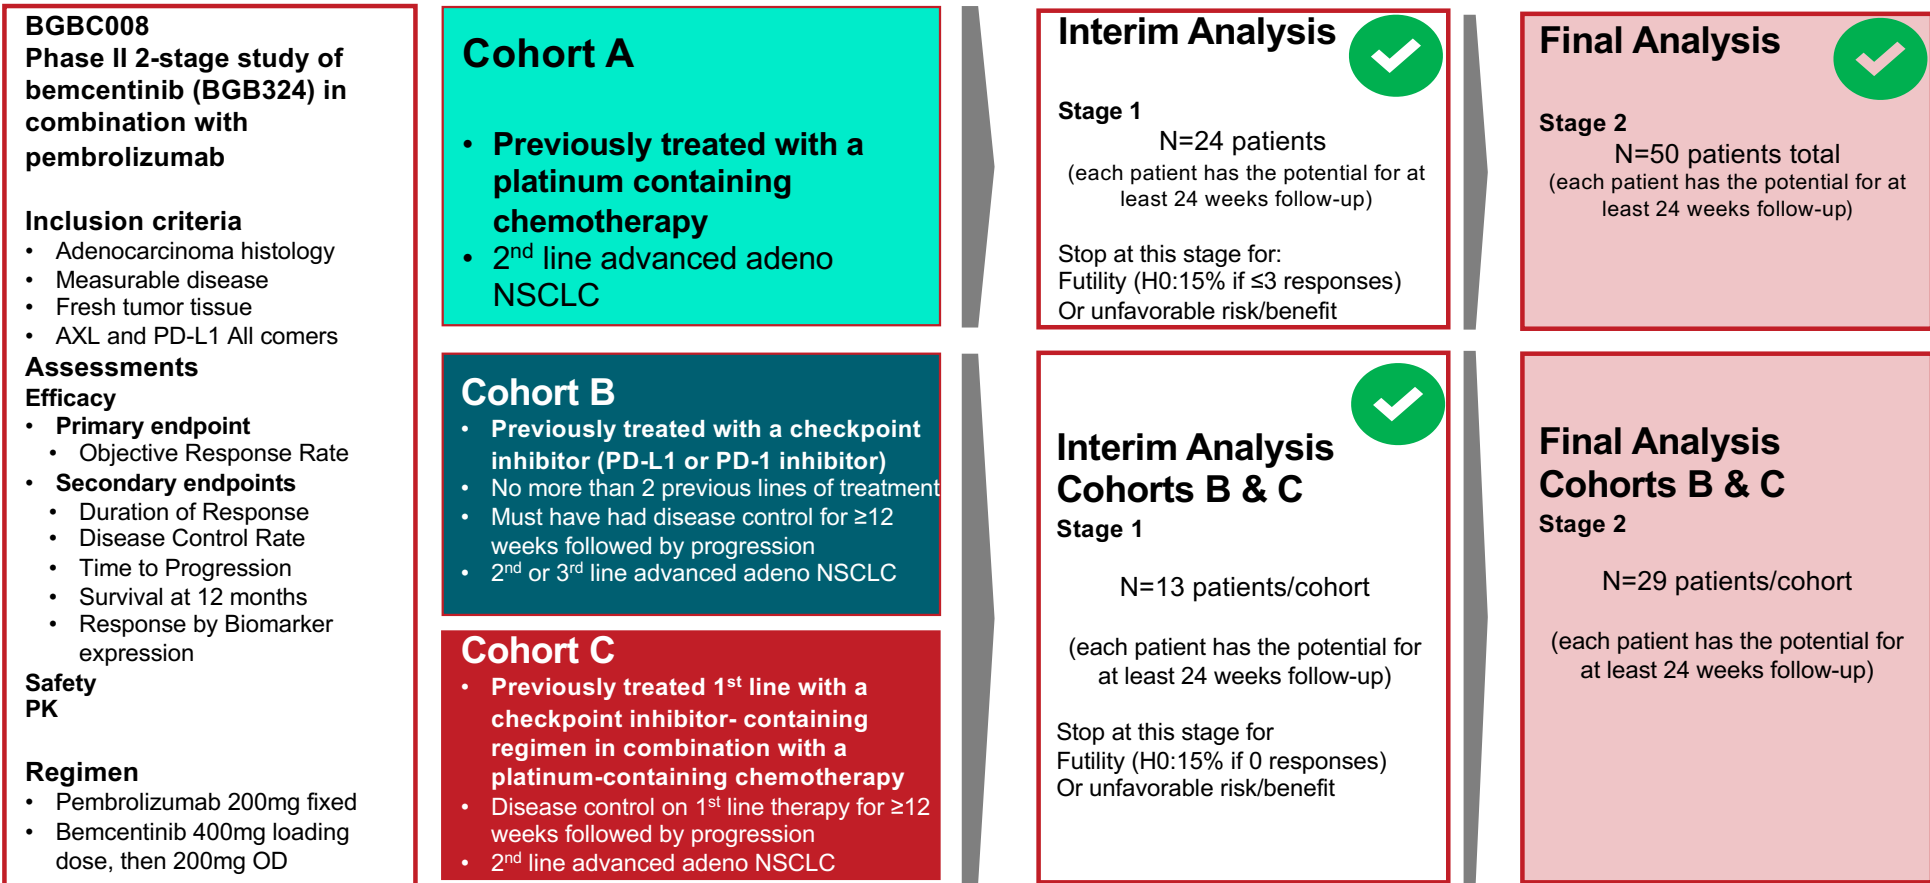 BGBC008
Phase II 2-stage study of
bemcentinib (BGB324) in
combination with
pembrolizumab
Inclusion criteria
• Adenocarcinoma histology
• Measurable disease
• Fresh tumor tissue
• AXL and PD-L1 All comers
Assessments
Efficacy
• Primary endpoint
• Objective Response Rate
• Secondary endpoints
• Duration of Response
• Disease Control Rate
• Time to Progression
• Survival at 12 months
• Response by Biomarker
expression
Safety
PK
Regimen
• Pembrolizumab 200mg fixed
• Bemcentinib 400mg loading
dose, then 200mg OD
Cohort A
• Previously treated with a
platinum containing
chemotherapy
• 2nd line advanced adeno
NSCLC
Interim Analysis
Stage 1
N=24 patients
(each patient has the potential for at
least 24 weeks follow-up)
Stop at this stage for:
Futility (H0:15% if ≤3 responses)
Or unfavorable risk/benefit
Final Analysis
Stage 2
N=50 patients total
(each patient has the potential for at
least 24 weeks follow-up)
Cohort B
• Previously treated with a checkpoint
inhibitor (PD-L1 or PD-1 inhibitor)
• No more than 2 previous lines of treatment
• Must have had disease control for ≥12
weeks followed by progression
• 2nd or 3rd line advanced adeno NSCLC
Cohort C
• Previously treated 1st line with a
checkpoint inhibitor- containing
regimen in combination with a
platinum-containing chemotherapy
• Disease control on 1st line therapy for ≥12
weeks followed by progression
• 2nd line advanced adeno NSCLC
Interim Analysis
Cohorts B & C
Stage 1
N=13 patients/cohort
(each patient has the potential for
at least 24 weeks follow-up)
Stop at this stage for
Futility (H0:15% if 0 responses)
Or unfavorable risk/benefit
Final Analysis
Cohorts B & C
Stage 2
N=29 patients/cohort
(each patient has the potential for
at least 24 weeks follow-up)